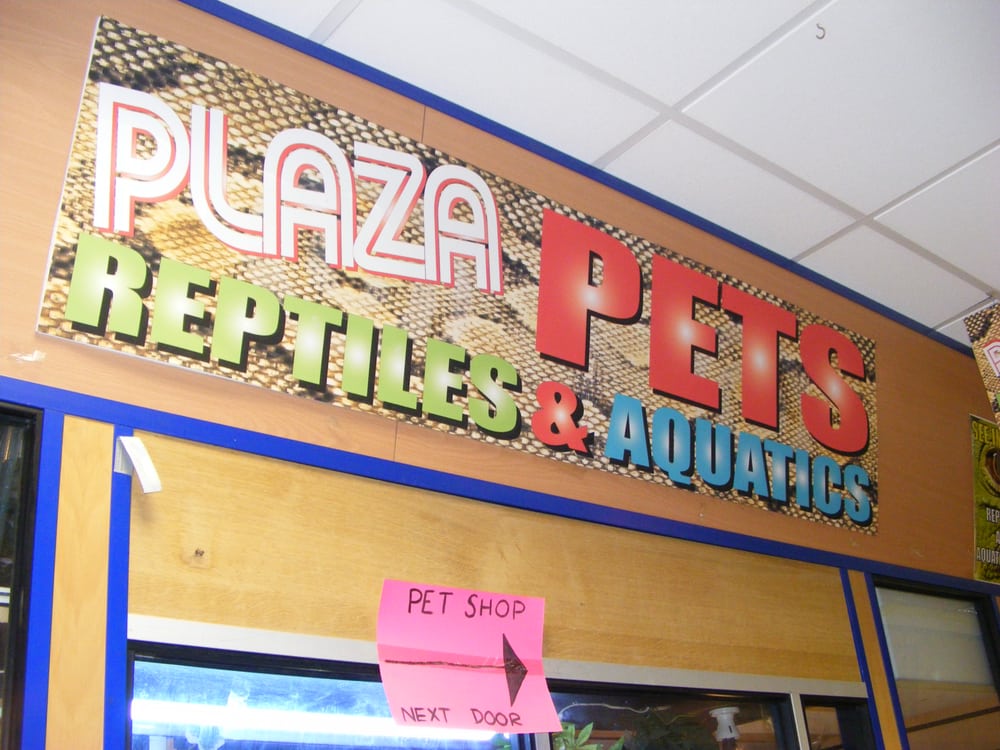 PLAZA PETS
REPTILES & AQUATICS
PET SHOP
NEXT DOOR